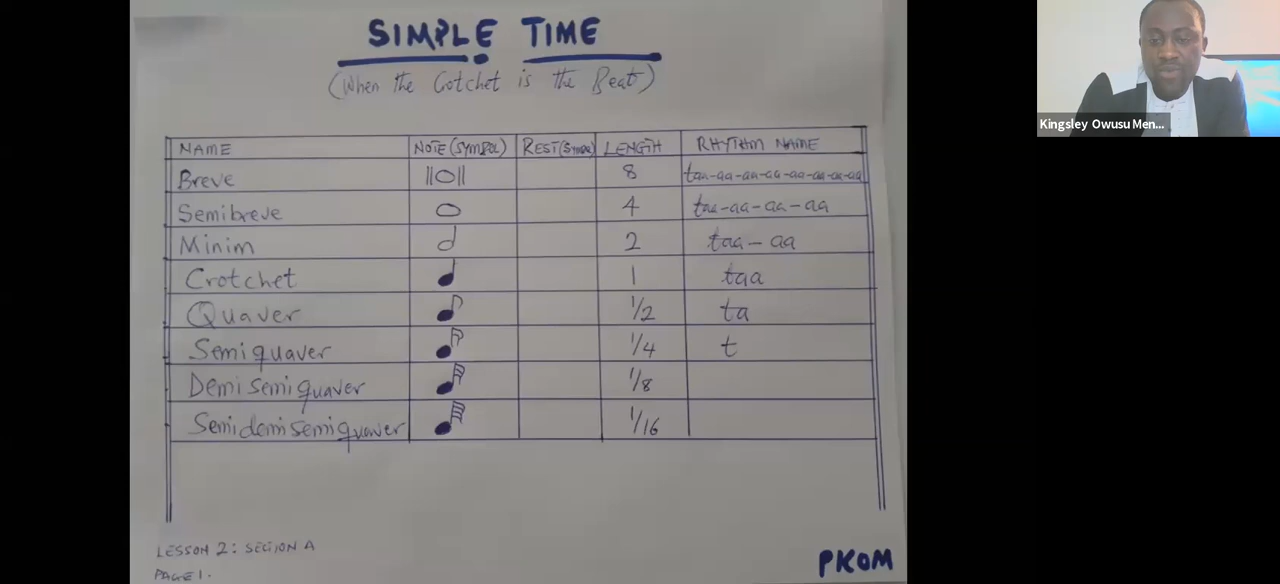 SIMPLE TIME
(When the Crotchet is the Beat)
NAME NOTE (SYMBOL) REST (SYMBOL) LENGTH RHYTHM NAME
Breve 8 taa-aa-aa-aa-aa-aa-aa-aa
Semibreve 4 taa-aa-aa-aa
Minim 2 taa-aa
Crotchet 1 taa
Quaver 1/2 ta
Semiquaver 1/4 t
Demisemiquaver 1/8
Semidemisemiquaver 1/16
LESSON 2: SECTION A
PAGE 1.
PKOM
Kingsley Owusu Men...